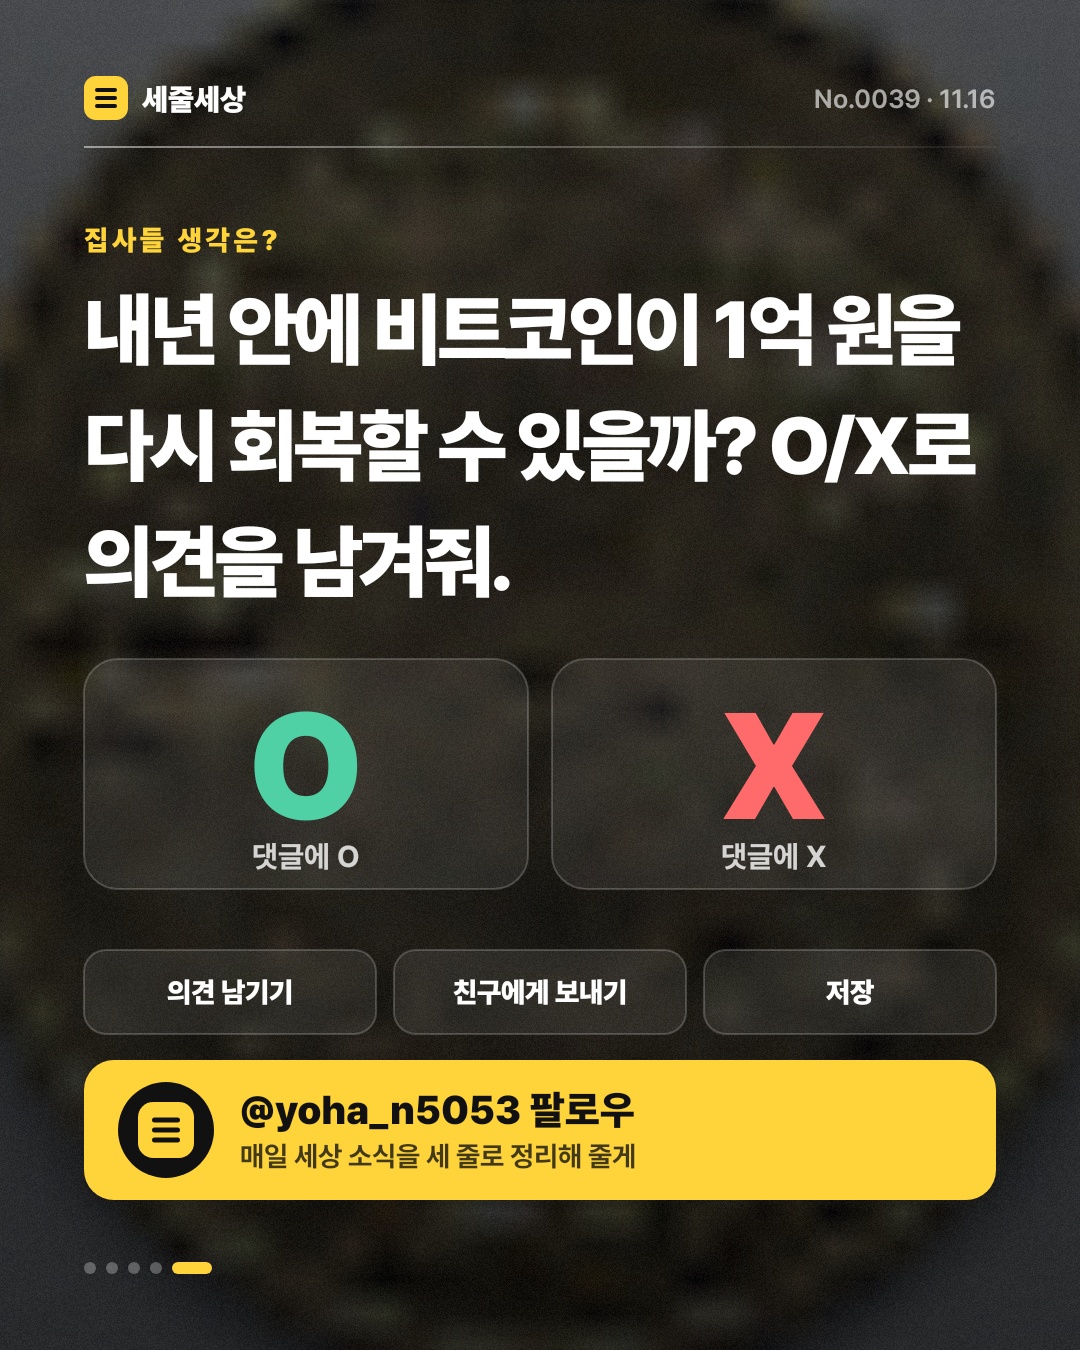 세줄세상
No.0039 · 11.16
집사들 생각은?
내년 안에 비트코인이 1억 원을
다시 회복할 수 있을까? O/X로
의견을 남겨줘.
O
X
댓글에 O
댓글에 X
의견 남기기
친구에게 보내기
저장
@yoha_n5053 팔로우
매일 세상 소식을 세 줄로 정리해 줄게